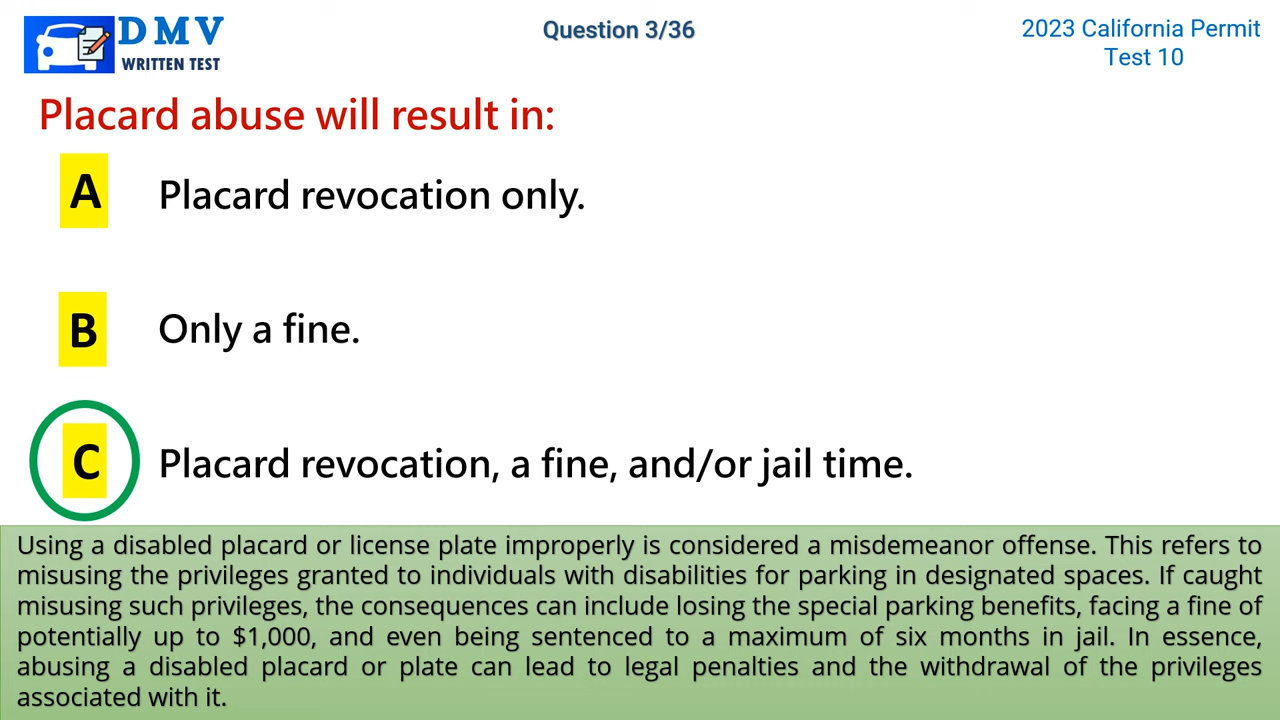 DMV
WRITTEN TEST
Question 3/36
2023 California Permit
Test 10
Placard abuse will result in:
A Placard revocation only.
B Only a fine.
C Placard revocation, a fine, and/or jail time.
Using a disabled placard or license plate improperly is considered a misdemeanor offense. This refers to
misusing the privileges granted to individuals with disabilities for parking in designated spaces. If caught
misusing such privileges, the consequences can include losing the special parking benefits, facing a fine of
potentially up to $1,000, and even being sentenced to a maximum of six months in jail. In essence,
abusing a disabled placard or plate can lead to legal penalties and the withdrawal of the privileges
associated with it.